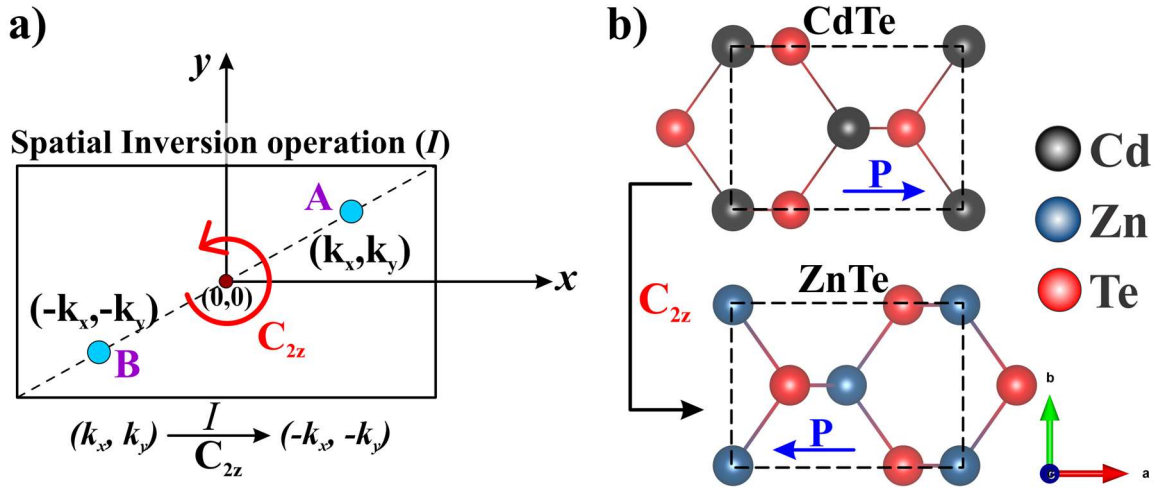 a)
y
Spatial Inversion operation (I)
A
(kx,ky)
x
(0,0)
(-kx,-ky)
C2z
B
(kx, ky) I C2z (-kx, -ky)
b)
CdTe
P
C2z
ZnTe
P
Cd
Zn
Te
b
c
a